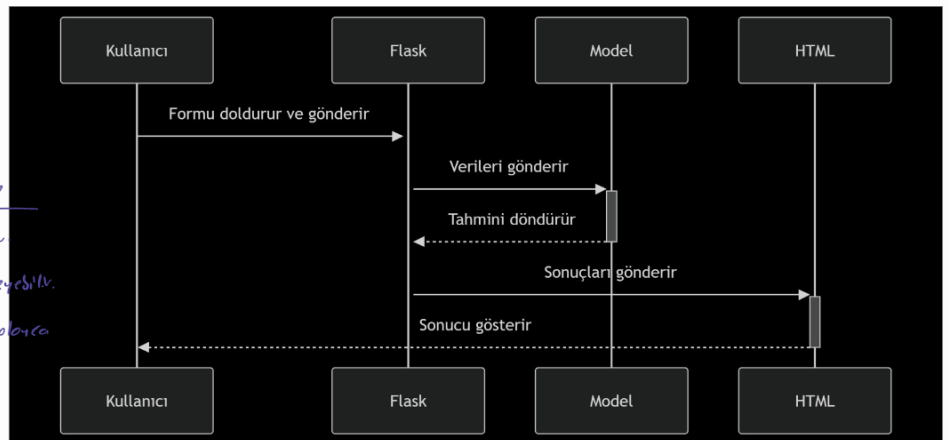 Kullanıcı Flask Model HTML
Formu doldurur ve gönderir
Verileri gönderir
Tahmini döndürür
Sonuçları gönderir
Sonucu gösterir
Kullanıcı Flask Model HTML